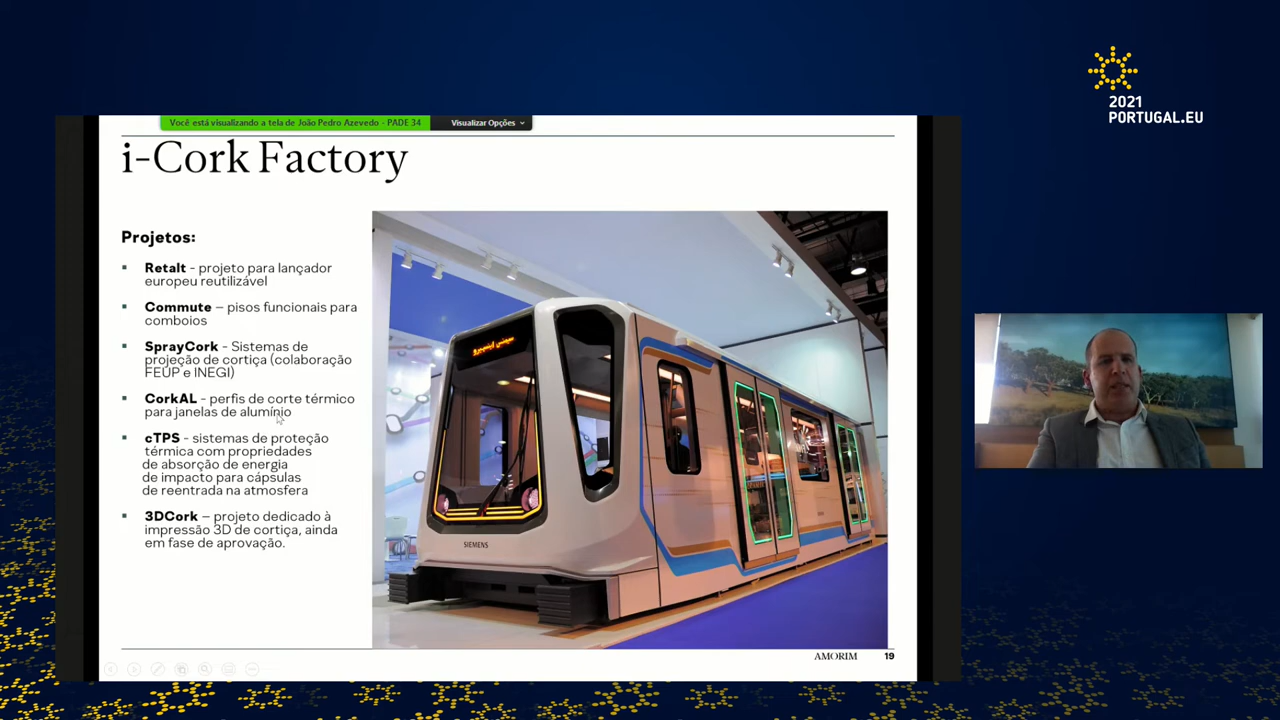 2021
PORTUGAL.EU
Você está visualizando a tela de João Pedro Azevedo - PADE 34
Visualizar Opções
i-Cork Factory
Projetos:
Retalt - projeto para lançador
europeu reutilizável
Commute – pisos funcionais para
comboios
SprayCork - Sistemas de
projeção de cortiça (colaboração
FEUP e INEGI)
CorkAL - perfis de corte térmico
para janelas de alumínio
cTPS - sistemas de proteção
térmica com propriedades
de absorção de energia
de impacto para cápsulas
de reentrada na atmosfera
3DCork – projeto dedicado à
impressão 3D de cortiça, ainda
em fase de aprovação.
SIEMENS
AMORIM
19